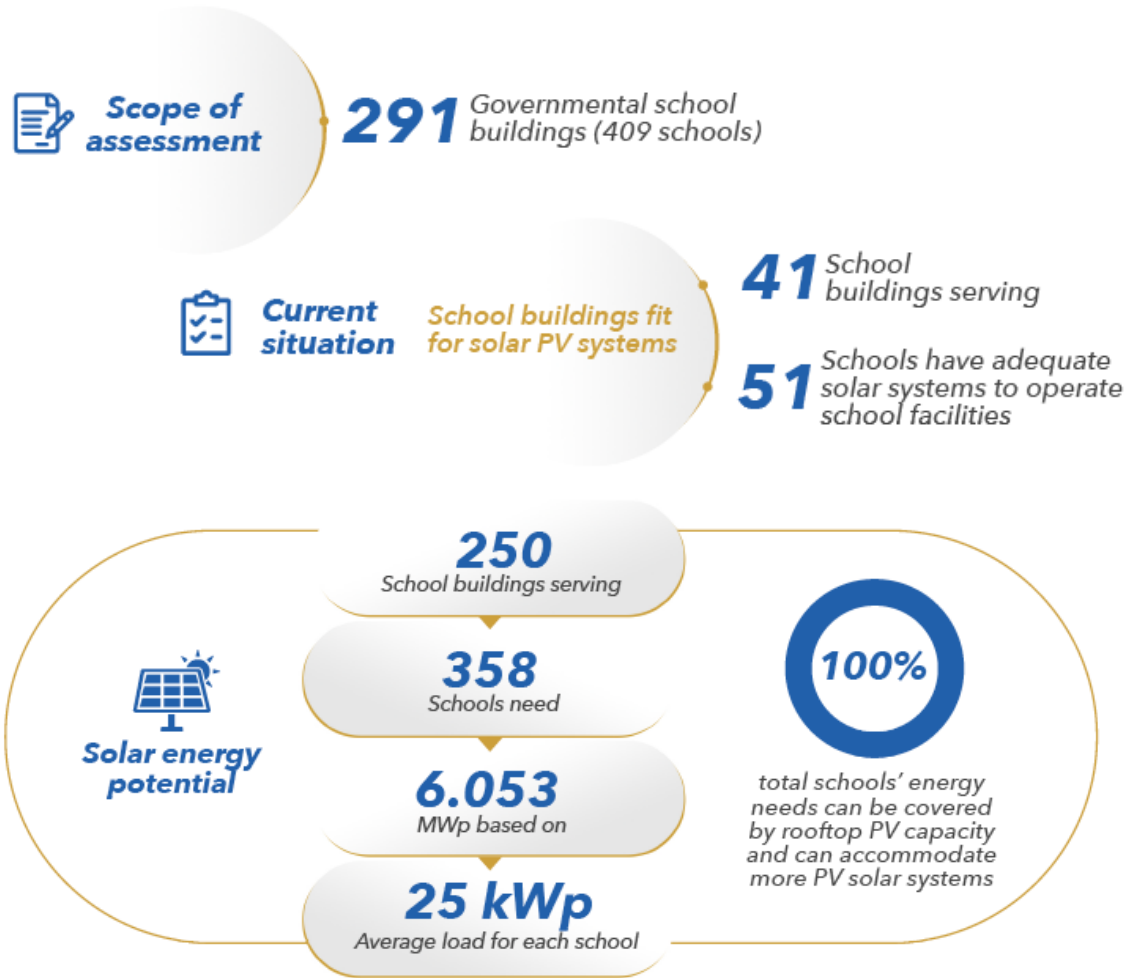 Scope of
assessment
291
Governmental school
buildings (409 schools)
Current
situation
School buildings fit
for solar PV systems
41
School
buildings serving
51
Schools have adequate
solar systems to operate
school facilities
250
School buildings serving
358
Schools need
6.053
MWp based on
25 kWp
Average load for each school
Solar energy
potential
100%
total schools’ energy
needs can be covered
by rooftop PV capacity
and can accommodate
more PV solar systems